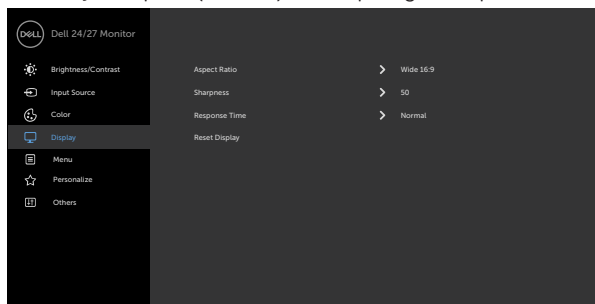 DELL Dell 24/27 Monitor
Brightness/Contrast
Input Source
Color
Display
Menu
Personalize
Others
Aspect Ratio Wide 16:9
Sharpness 50
Response Time Normal
Reset Display